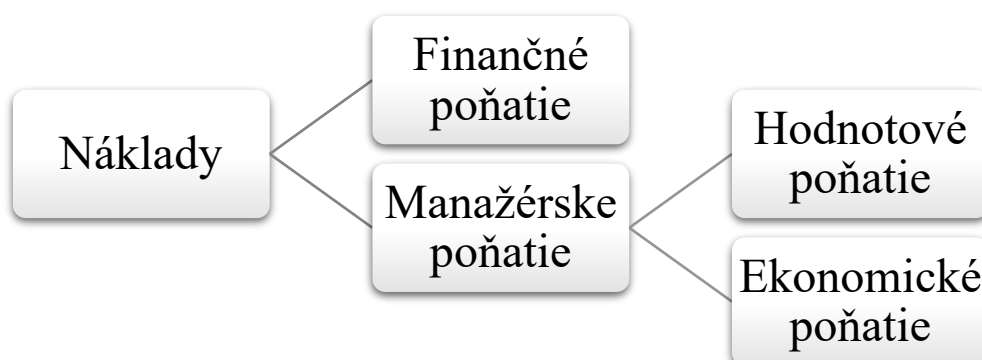 Náklady
Finančné
poňatie
Manažérske
poňatie
Hodnotové
poňatie
Ekonomické
poňatie